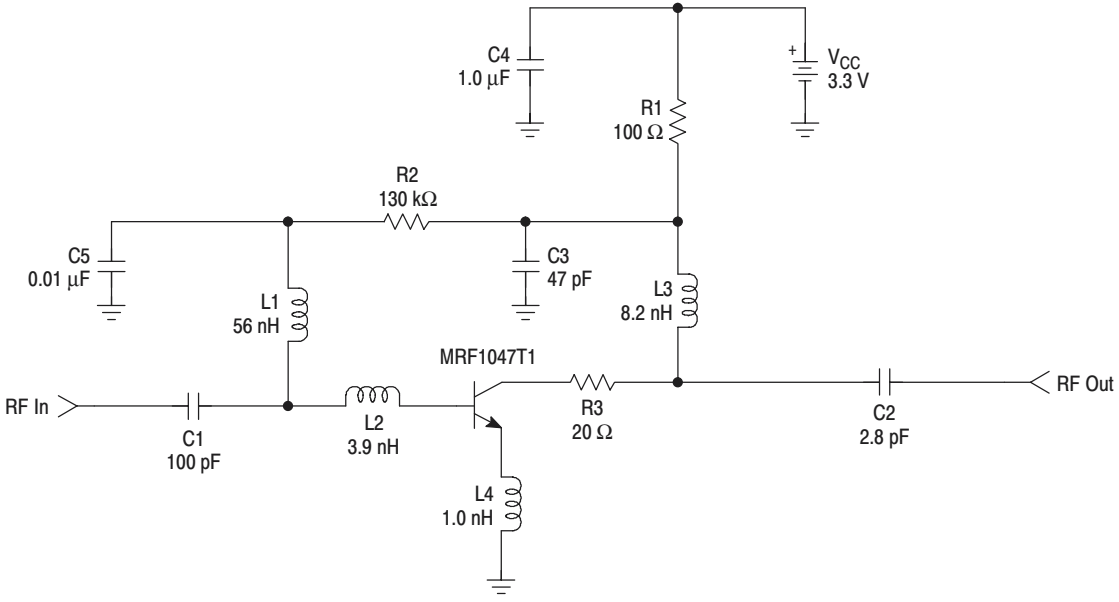 C4
1.0 μF
+
VCC
3.3 V
R1
100 Ω
R2
130 kΩ
C5
0.01 μF
C3
47 pF
L1
56 nH
L3
8.2 nH
MRF1047T1
RF In
C1
100 pF
L2
3.9 nH
R3
20 Ω
C2
2.8 pF
RF Out
L4
1.0 nH